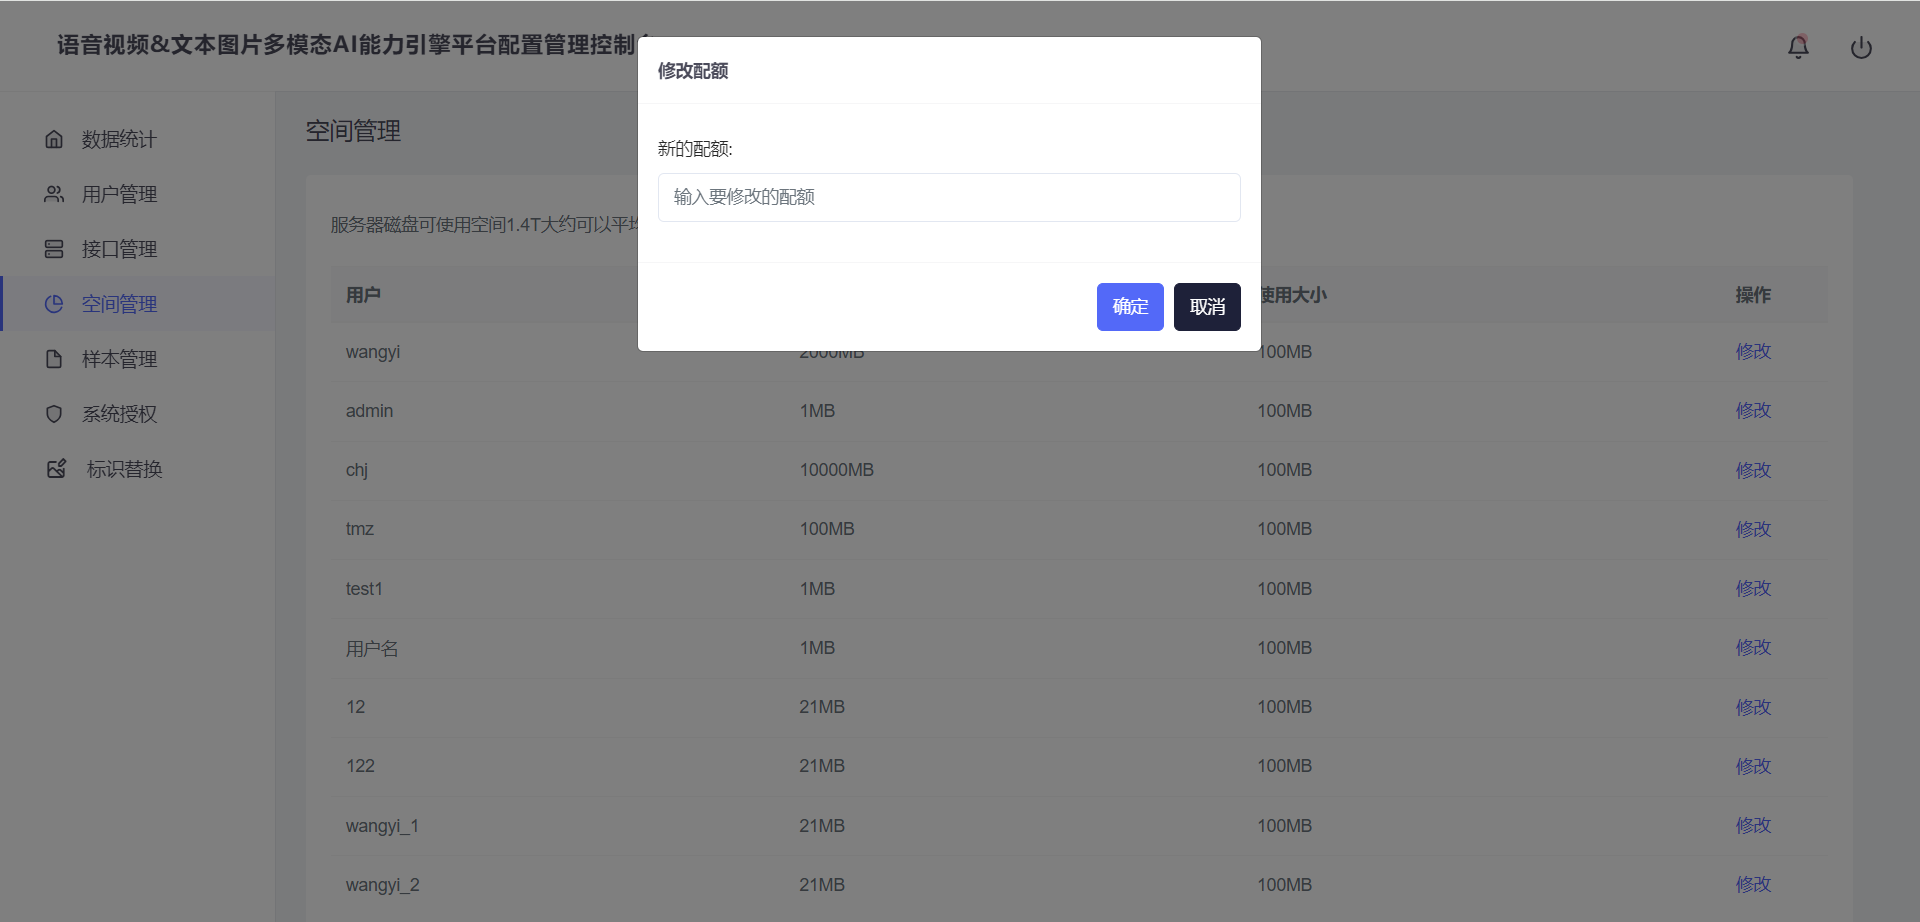 语音视频&文本图片多模态AI能力引擎平台配置管理控制
修改配额
新的配额:
输入要修改的配额
确定
取消
数据统计
用户管理
接口管理
空间管理
样本管理
系统授权
标识替换
空间管理
服务器磁盘可使用空间1.4T大约可以平均
用户 使用大小 操作
wangyi 2000MB 100MB 修改
admin 1MB 100MB 修改
chj 10000MB 100MB 修改
tmz 100MB 100MB 修改
test1 1MB 100MB 修改
用户名 1MB 100MB 修改
12 21MB 100MB 修改
122 21MB 100MB 修改
wangyi_1 21MB 100MB 修改
wangyi_2 21MB 100MB 修改